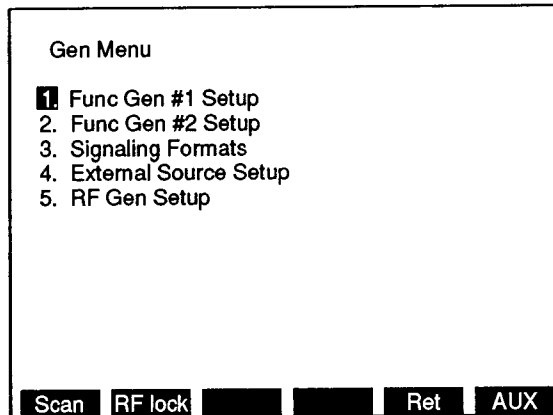 Gen Menu
1. Func Gen #1 Setup
2. Func Gen #2 Setup
3. Signaling Formats
4. External Source Setup
5. RF Gen Setup
Scan RF lock Ret AUX